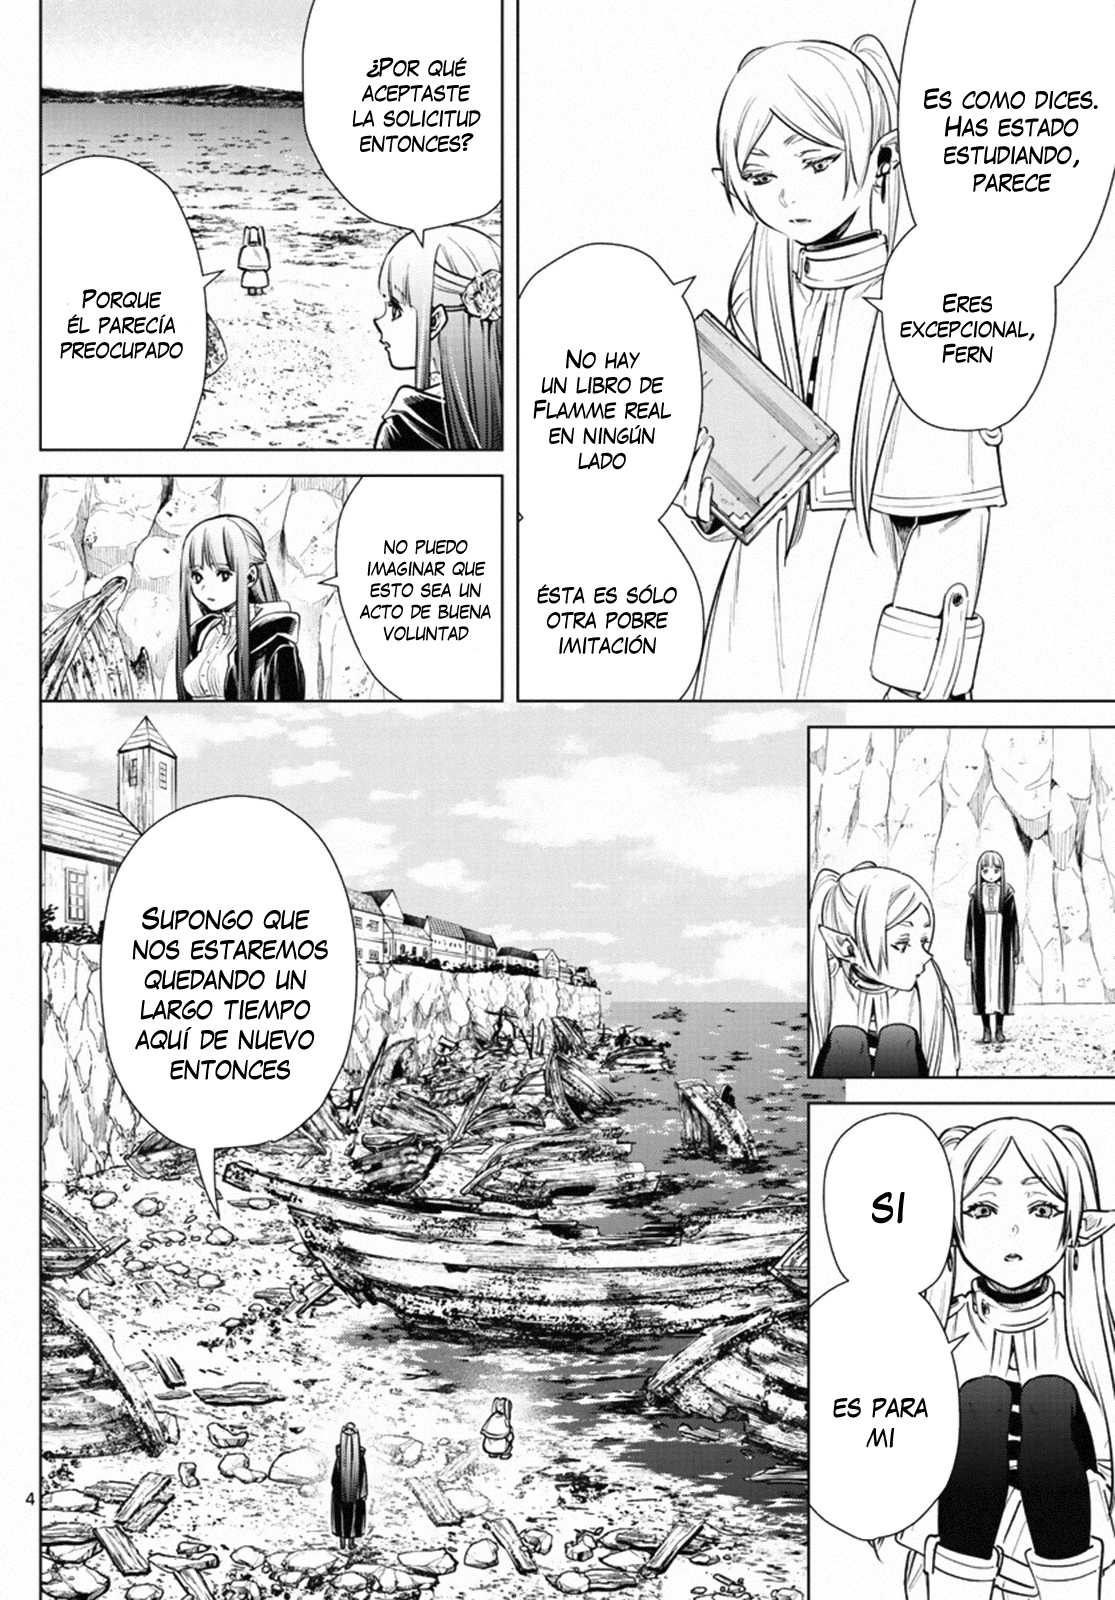 ES COMO DICES.
HAS ESTADO
ESTUDIANDO,
PARECE
ERES
EXCEPCIONAL,
FERN
NO HAY
UN LIBRO DE
FLAMME REAL
EN NINGÚN
LADO
ÉSTA ES SÓLO
OTRA POBRE
IMITACIÓN
¿POR QUÉ
ACEPTASTE
LA SOLICITUD
ENTONCES?
PORQUE
ÉL PARECÍA
PREOCUPADO
NO PUEDO
IMAGINAR QUE
ESTO SEA UN
ACTO DE BUENA
VOLUNTAD
SI
ES PARA
MI
SUPONGO QUE
NOS ESTAREMOS
QUEDANDO UN
LARGO TIEMPO
AQUÍ DE NUEVO
ENTONCES
4